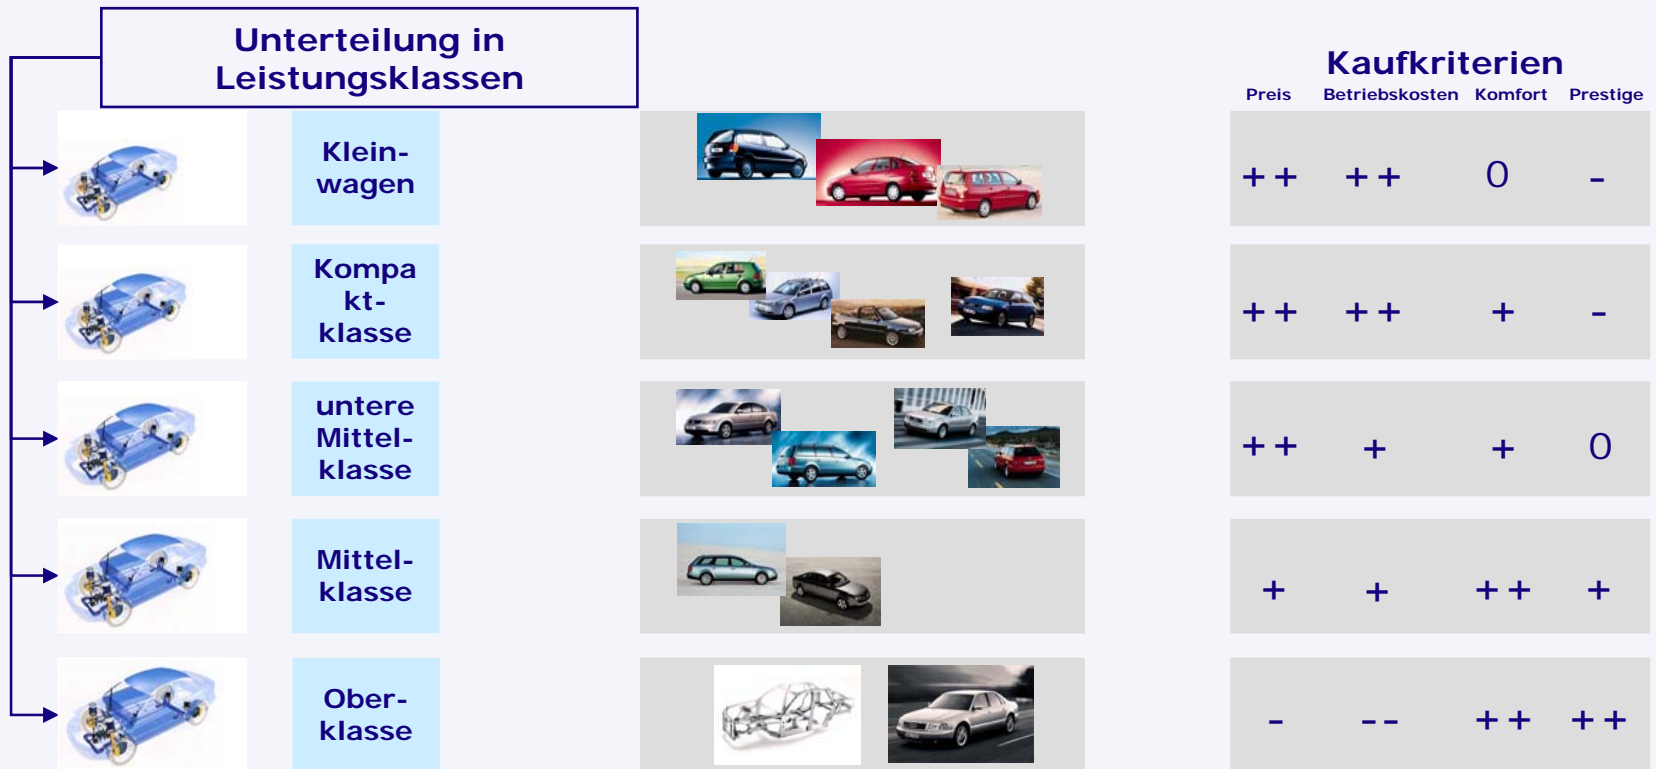 Unterteilung in
Leistungsklassen
Kaufkriterien
Preis Betriebskosten Komfort Prestige
Klein-
wagen
++ ++ 0 -
Kompa
kt-
klasse
++ ++ + -
untere
Mittel-
klasse
++ + + 0
Mittel-
klasse
+ + ++ +
Ober-
klasse
- -- ++ ++